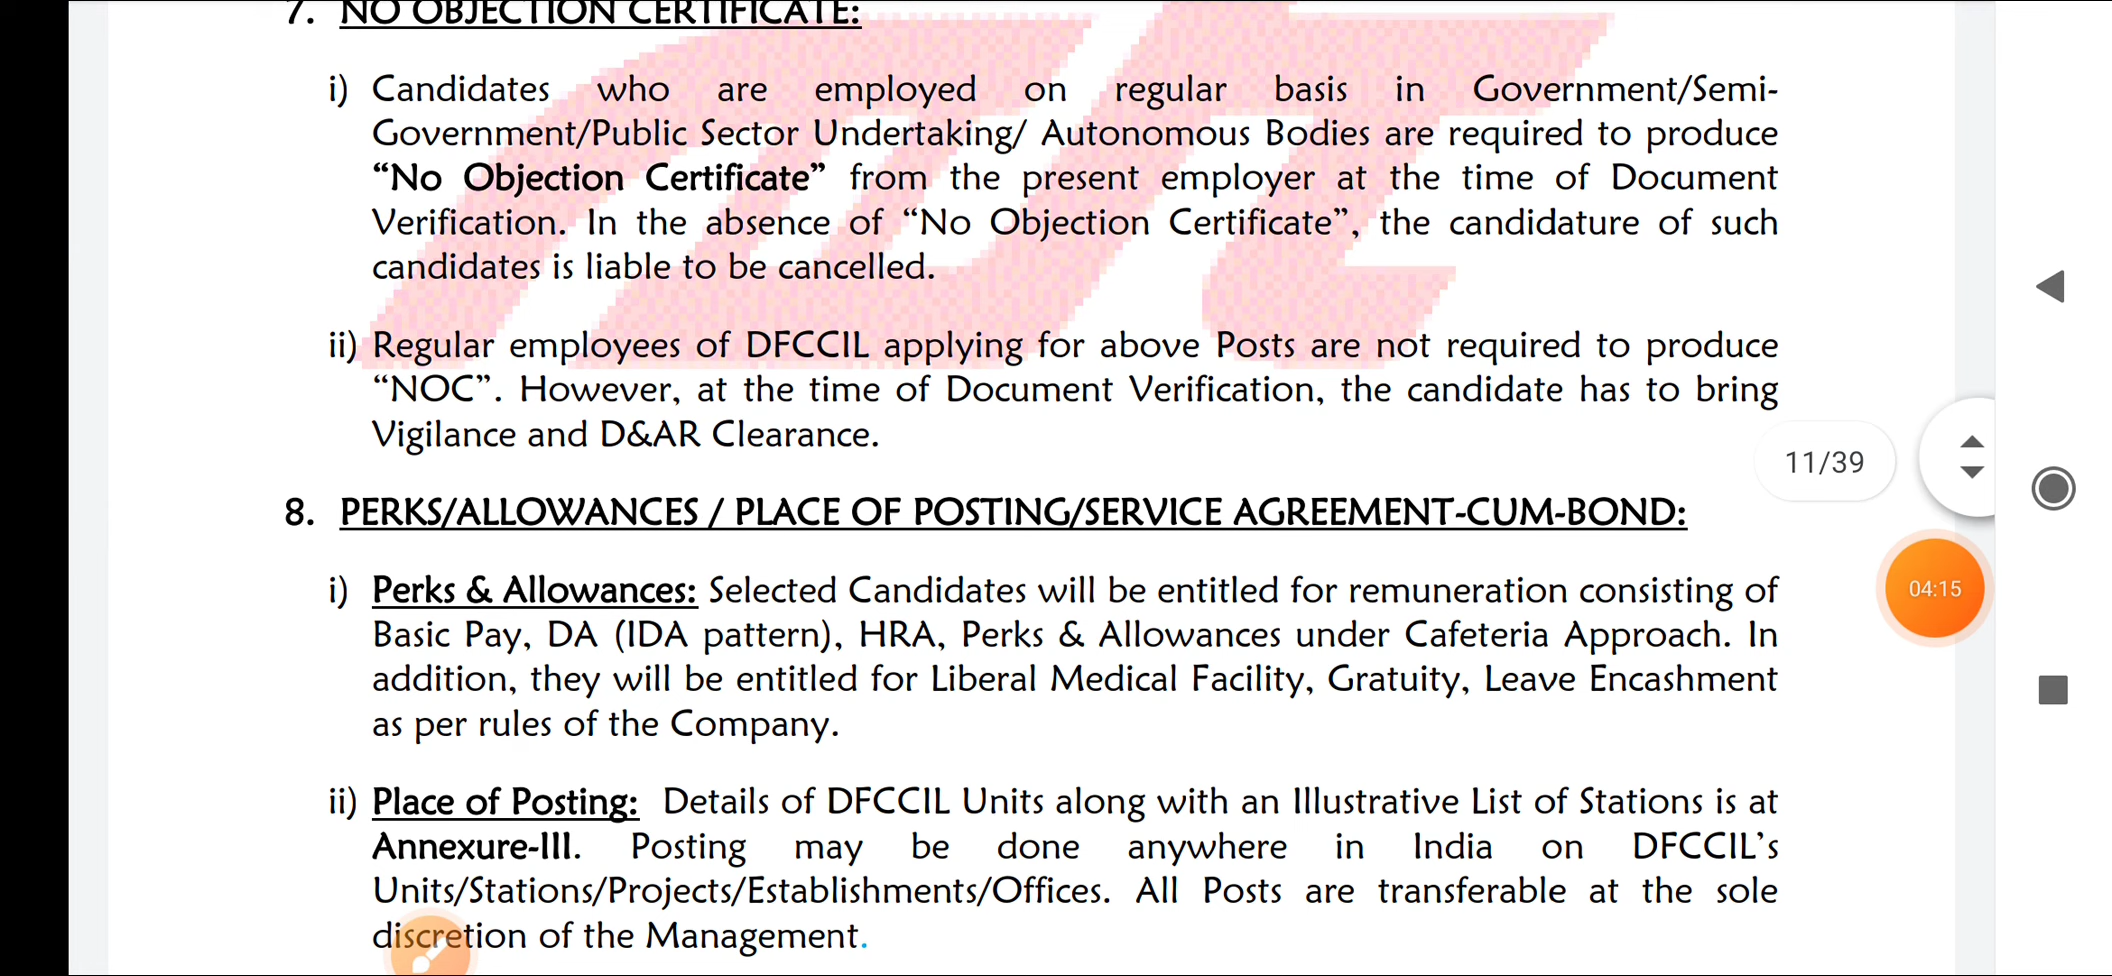 7. NO OBJECTION CERTIFICATE:
i) Candidates who are employed on regular basis in Government/Semi-
Government/Public Sector Undertaking/ Autonomous Bodies are required to produce
“No Objection Certificate” from the present employer at the time of Document
Verification. In the absence of “No Objection Certificate”, the candidature of such
candidates is liable to be cancelled.
ii) Regular employees of DFCCIL applying for above Posts are not required to produce
“NOC”. However, at the time of Document Verification, the candidate has to bring
Vigilance and D&AR Clearance.
11/39
8. PERKS/ALLOWANCES / PLACE OF POSTING/SERVICE AGREEMENT-CUM-BOND:
04:15
i) Perks & Allowances: Selected Candidates will be entitled for remuneration consisting of
Basic Pay, DA (IDA pattern), HRA, Perks & Allowances under Cafeteria Approach. In
addition, they will be entitled for Liberal Medical Facility, Gratuity, Leave Encashment
as per rules of the Company.
ii) Place of Posting: Details of DFCCIL Units along with an Illustrative List of Stations is at
Annexure-III. Posting may be done anywhere in India on DFCCIL’s
Units/Stations/Projects/Establishments/Offices. All Posts are transferable at the sole
discretion of the Management.